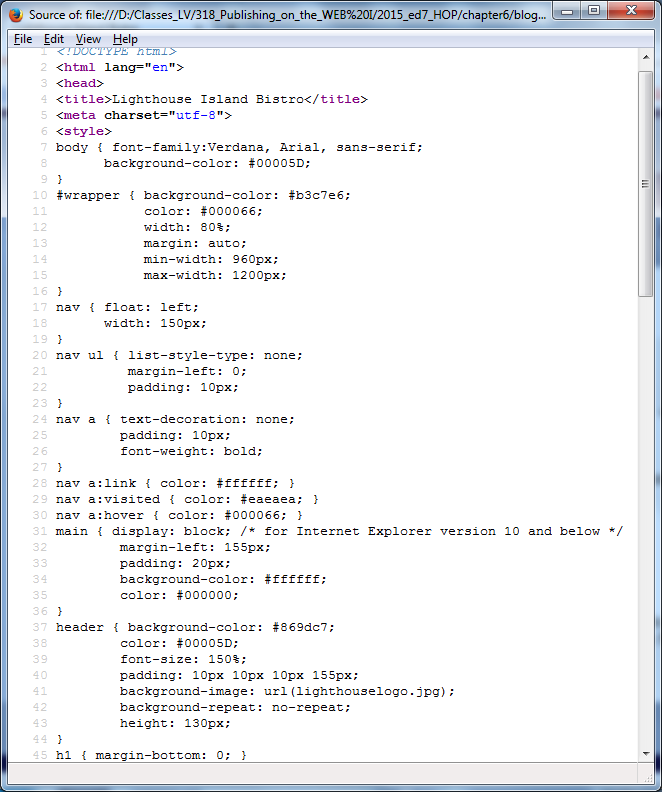 Source of: file:///D:/Classes_LV/318_Publishing_on_the_WEB%20I/2015_ed7_HOP/chapter6/blog...
File Edit View Help
1 <!DOCTYPE html>
2 <html lang="en">
3 <head>
4 <title>Lighthouse Island Bistro</title>
5 <meta charset="utf-8">
6 <style>
7 body { font-family:Verdana, Arial, sans-serif;
8 background-color: #00005D;
9 }
10 #wrapper { background-color: #b3c7e6;
11 color: #000066;
12 width: 80%;
13 margin: auto;
14 min-width: 960px;
15 max-width: 1200px;
16 }
17 nav { float: left;
18 width: 150px;
19 }
20 nav ul { list-style-type: none;
21 margin-left: 0;
22 padding: 10px;
23 }
24 nav a { text-decoration: none;
25 padding: 10px;
26 font-weight: bold;
27 }
28 nav a:link { color: #ffffff; }
29 nav a:visited { color: #eaeaea; }
30 nav a:hover { color: #000066; }
31 main { display: block; /* for Internet Explorer version 10 and below */
32 margin-left: 155px;
33 padding: 20px;
34 background-color: #ffffff;
35 color: #000000;
36 }
37 header { background-color: #869dc7;
38 color: #00005D;
39 font-size: 150%;
40 padding: 10px 10px 10px 155px;
41 background-image: url(lighthouselogo.jpg);
42 background-repeat: no-repeat;
43 height: 130px;
44 }
45 h1 { margin-bottom: 0; }